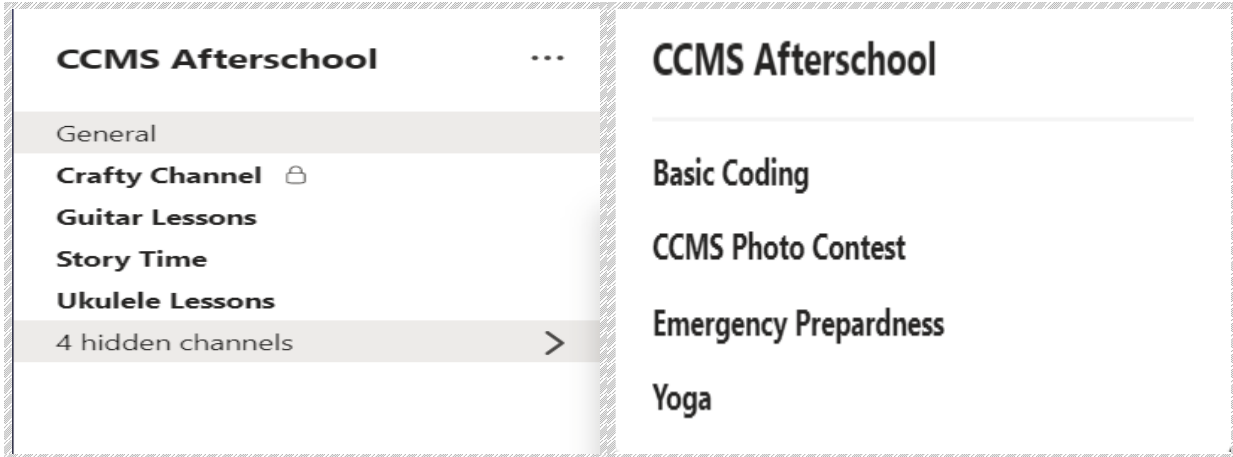 CCMS Afterschool ...
General
Crafty Channel
Guitar Lessons
Story Time
Ukulele Lessons
4 hidden channels
CCMS Afterschool
Basic Coding
CCMS Photo Contest
Emergency Prepardness
Yoga